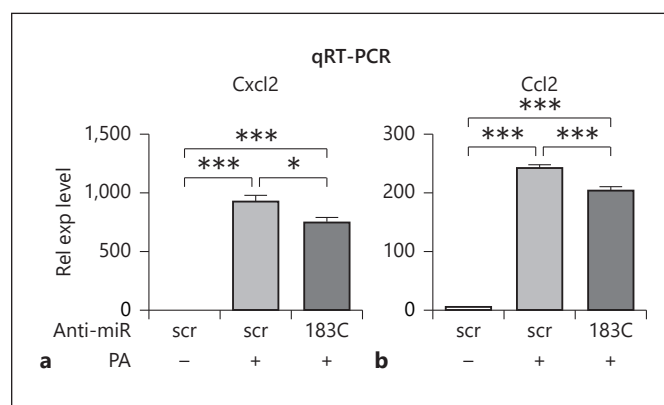 qRT-PCR
Cxcl2 Ccl2
***
*** *
***
*** ***
1,500
1,000
500
0
Rel exp level
300
200
100
0
Anti-miR scr scr 183C scr scr 183C
a PA – + + b – + +